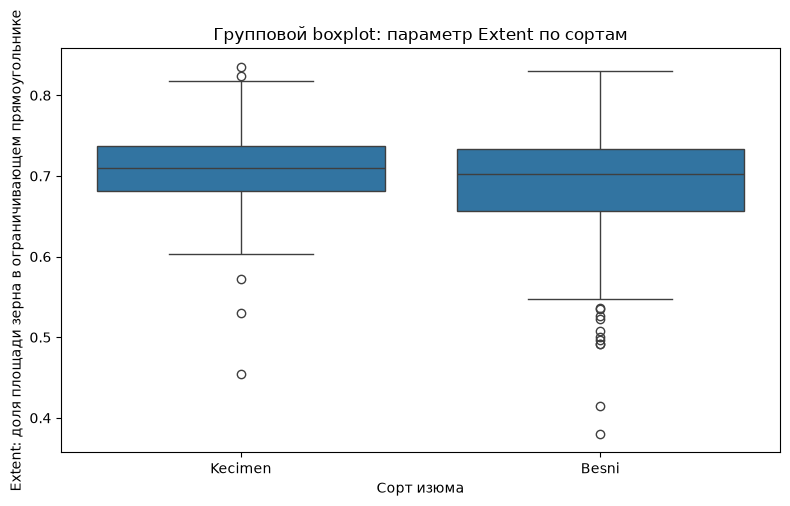 Групповой boxplot: параметр Extent по сортам
Extent: доля площади зерна в ограничивающем прямоугольнике
0.8
0.7
0.6
0.5
0.4
Kecimen
Besni
Сорт изюма